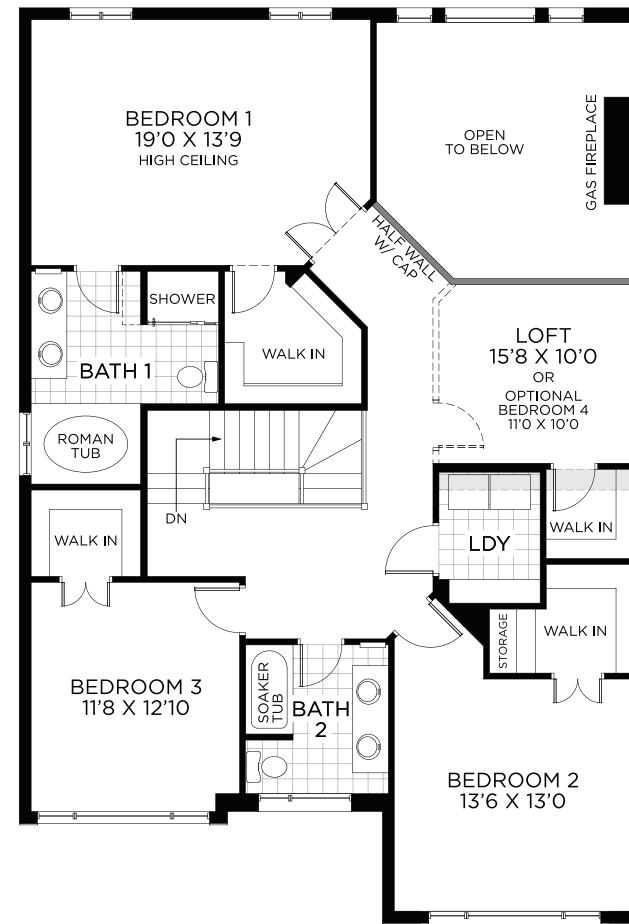 BEDROOM 1
19'0 X 13'9
HIGH CEILING
OPEN
TO BELOW
GAS FIREPLACE
HALF WALL
W/ CAP
SHOWER
WALK IN
BATH 1
LOFT
15'8 X 10'0
OR
OPTIONAL
BEDROOM 4
11'0 X 10'0
ROMAN
TUB
DN
WALK IN
LDY
WALK IN
STORAGE
WALK IN
BEDROOM 3
11'8 X 12'10
SOAKER
TUB
BATH
2
BEDROOM 2
13'6 X 13'0